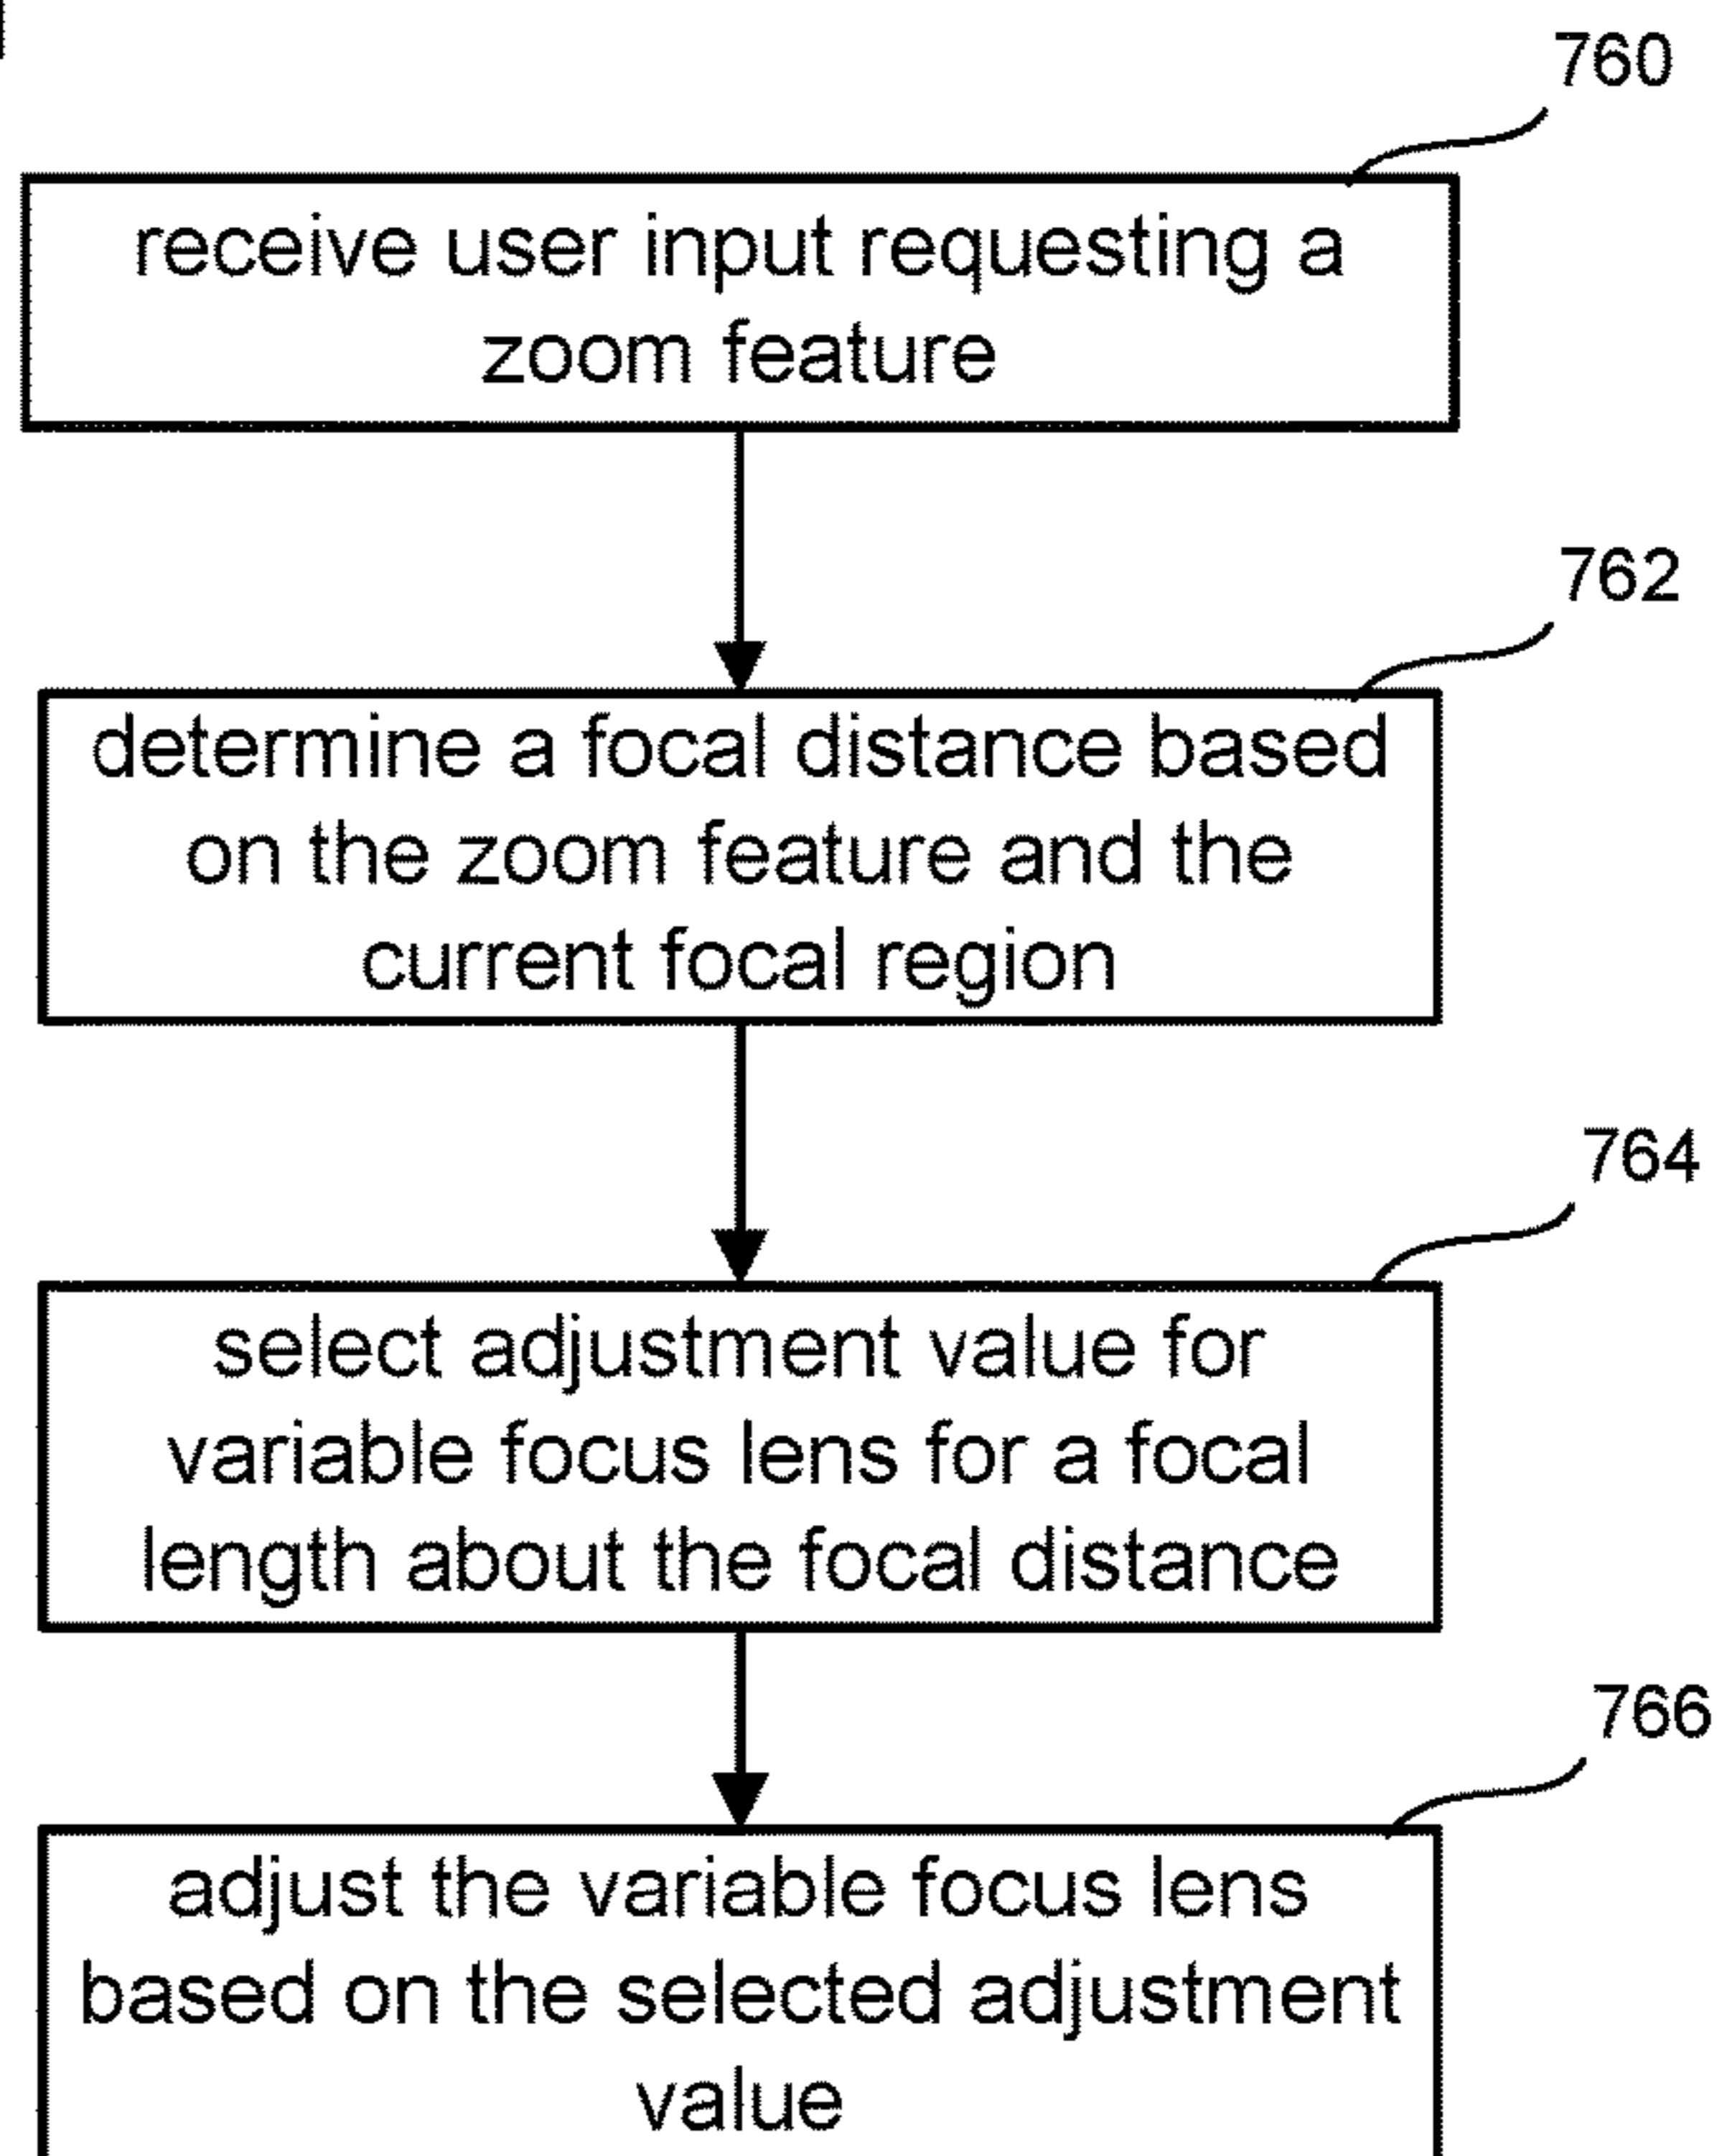 760
receive user input requesting a
zoom feature
762
determine a focal distance based
on the zoom feature and the
current focal region
764
select adjustment value for
variable focus lens for a focal
length about the focal distance
766
adjust the variable focus lens
based on the selected adjustment
value